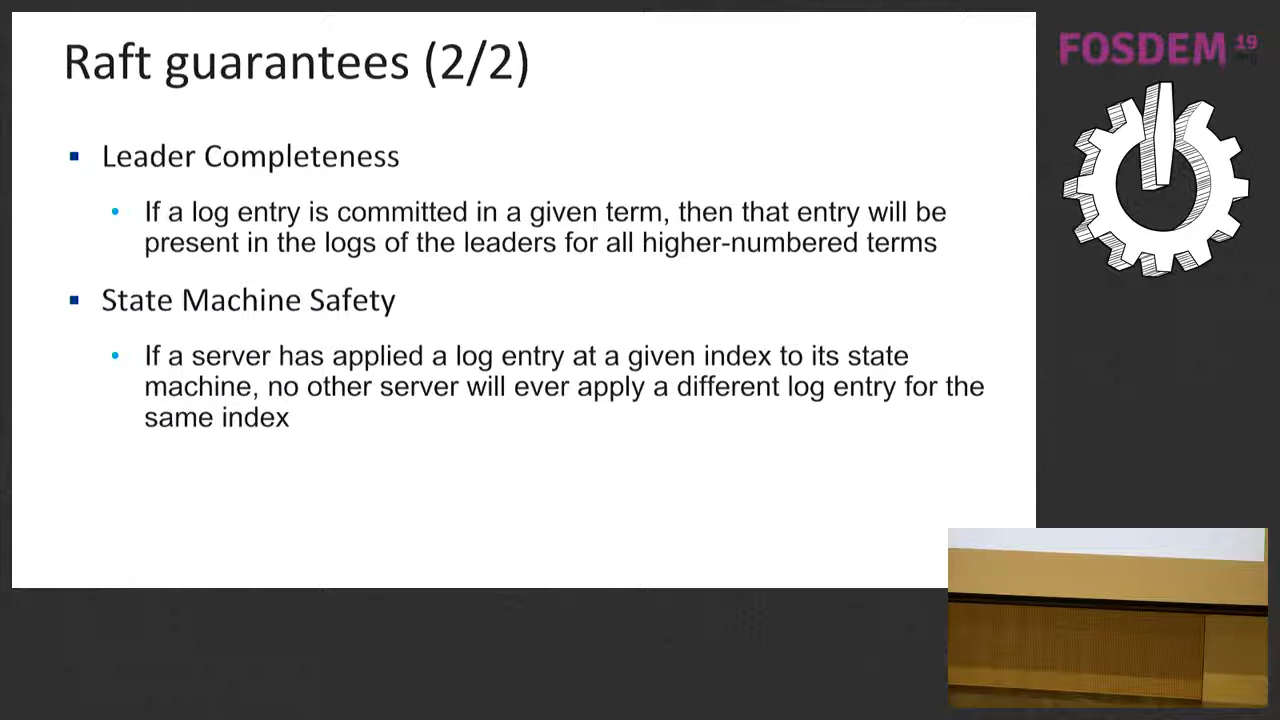 Raft guarantees (2/2)
Leader Completeness
If a log entry is committed in a given term, then that entry will be
present in the logs of the leaders for all higher-numbered terms
State Machine Safety
If a server has applied a log entry at a given index to its state
machine, no other server will ever apply a different log entry for the
same index
FOSDEM 19